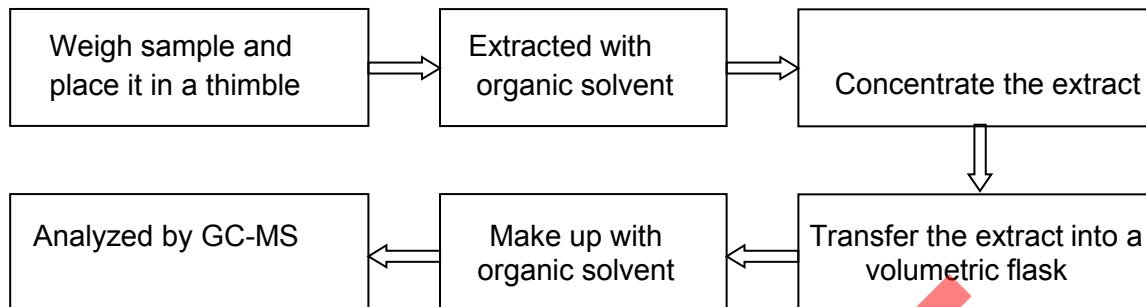 Weigh sample and
place it in a thimble
Extracted with
organic solvent
Concentrate the extract
Transfer the extract into a
volumetric flask
Make up with
organic solvent
Analyzed by GC-MS